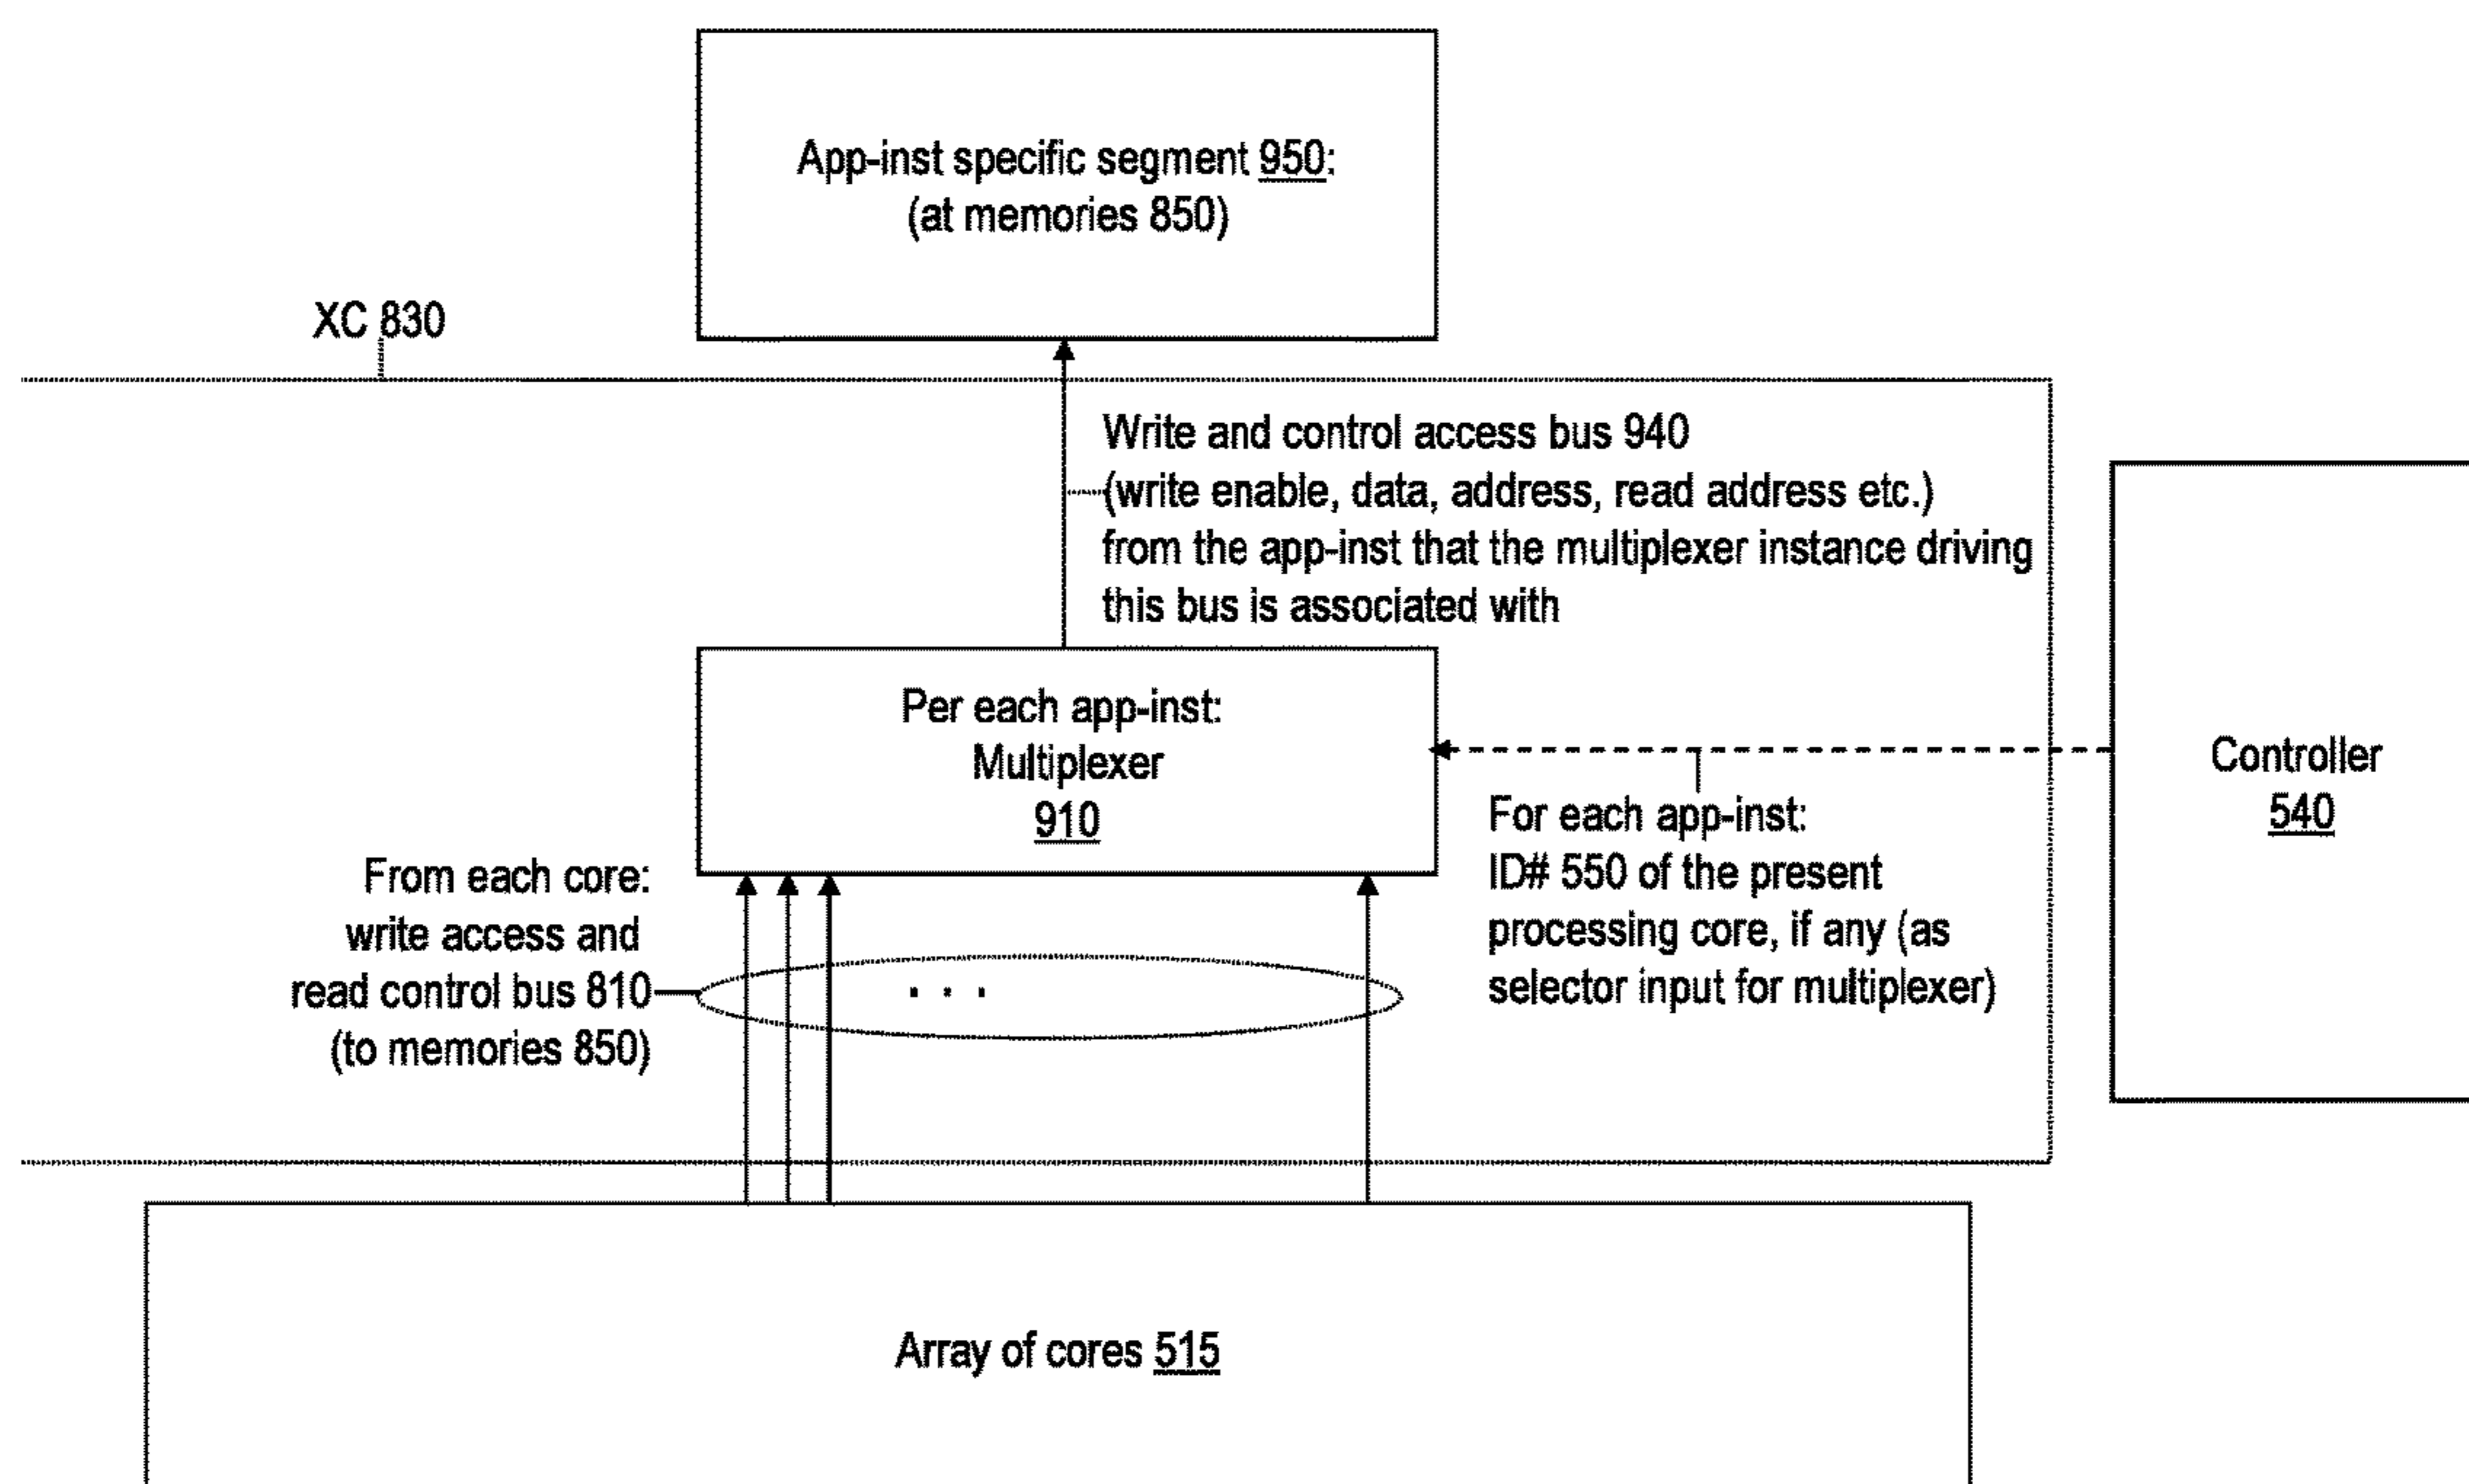 App-inst specific segment 950:
(at memories 850)
XC 830
Write and control access bus 940
(write enable, data, address, read address etc.)
from the app-inst that the multiplexer instance driving
this bus is associated with
Per each app-inst:
Multiplexer
910
Controller
540
For each app-inst:
ID# 550 of the present
processing core, if any (as
selector input for multiplexer)
From each core:
write access and
read control bus 810
(to memories 850)
. . .
Array of cores 515